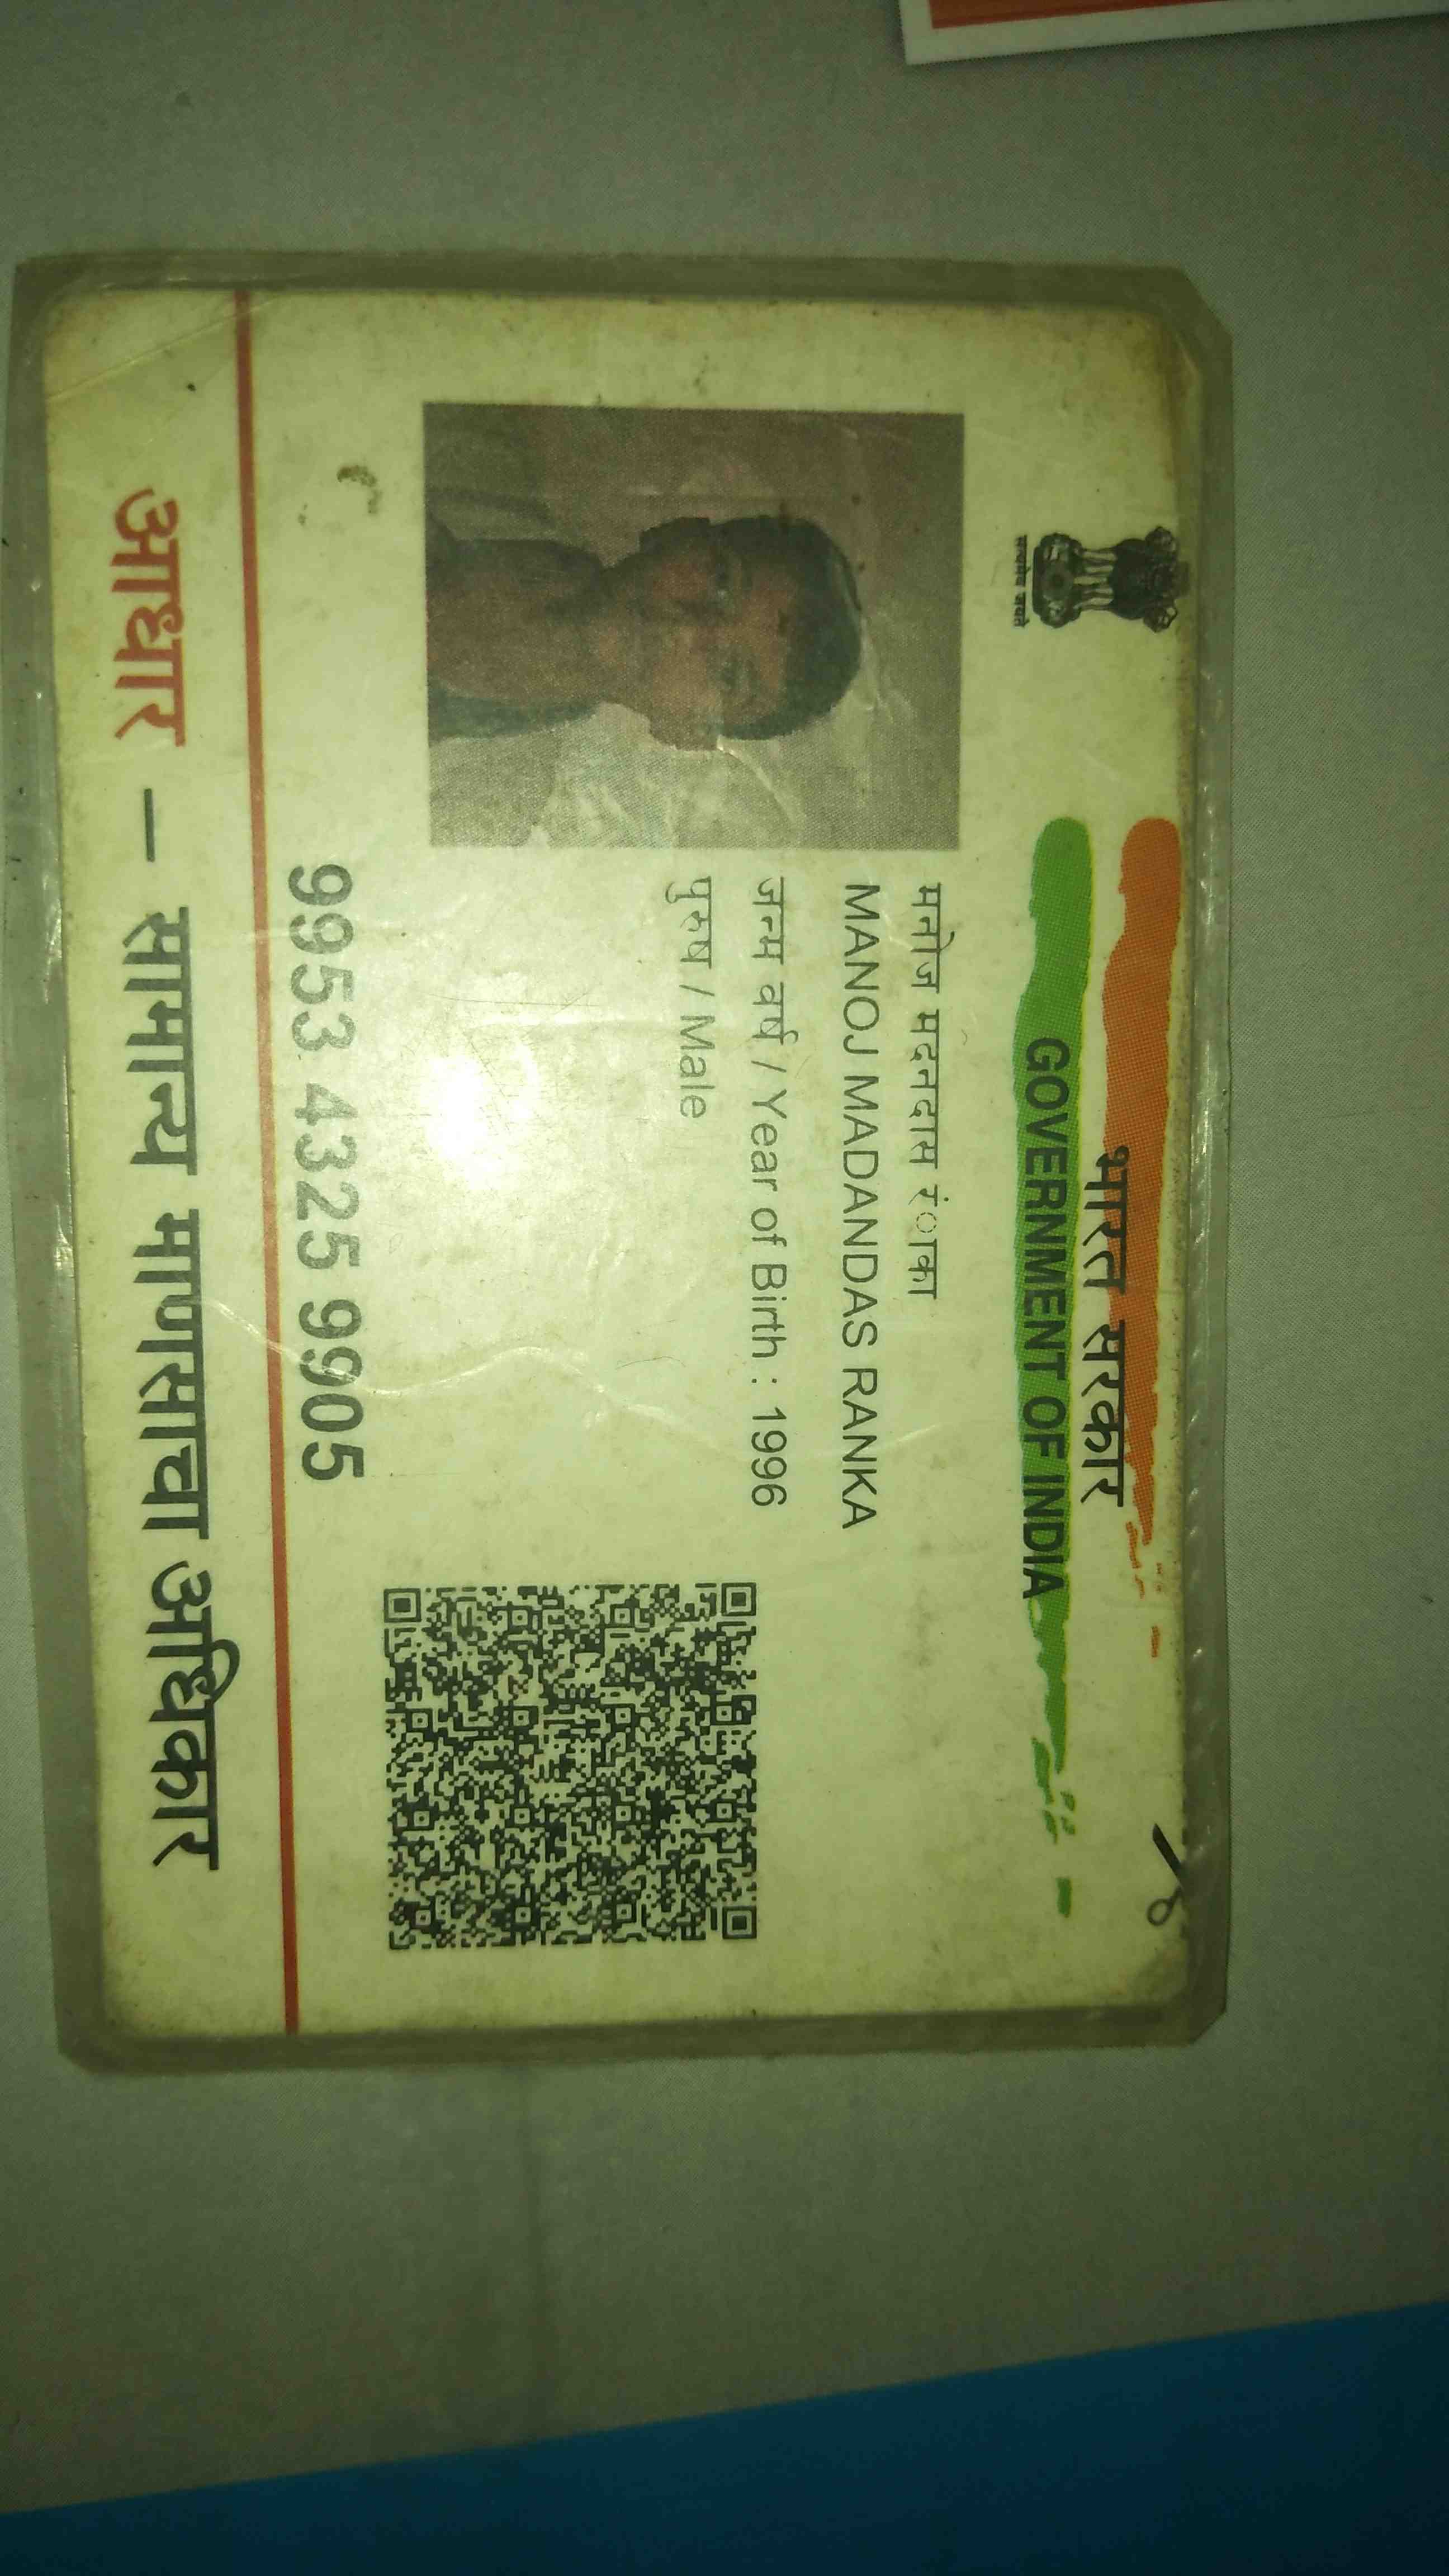 भारत सरकार
GOVERNMENT OF INDIA
सत्यमेव जयते
मनोज मदनदास रंाका
MANOJ MADANDAS RANKA
जन्म वर्ष / Year of Birth : 1996
पुरुष / Male
9953 4325 9905
आधार – सामान्य माणसाचा अधिकार